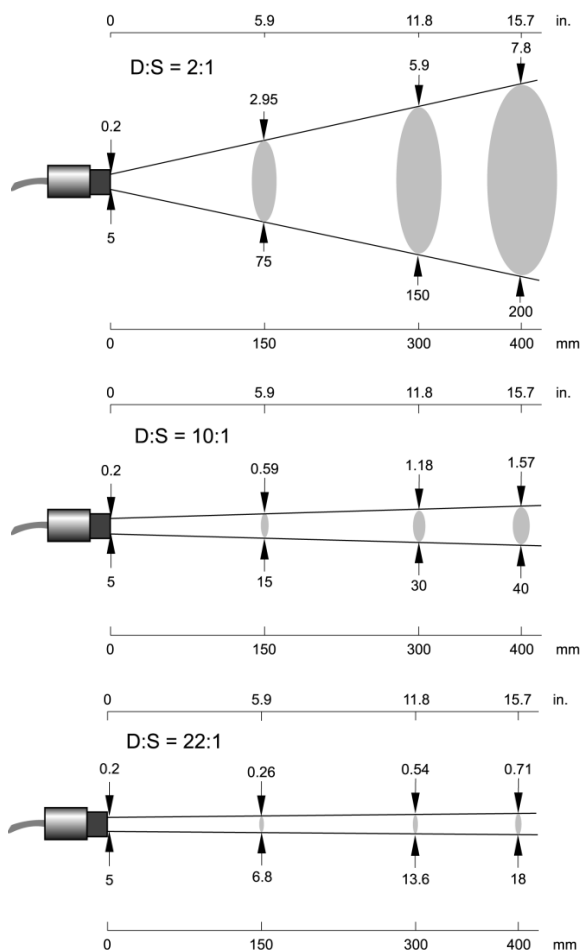 0 5.9 11.8 15.7 in.
D:S = 2:1
7.8
5.9
2.95
0.2
5
75
150
200
0 150 300 400 mm
0 5.9 11.8 15.7 in.
D:S = 10:1
0.2 0.59 1.18 1.57
5 15 30 40
0 150 300 400 mm
0 5.9 11.8 15.7 in.
D:S = 22:1
0.2 0.26 0.54 0.71
5 6.8 13.6 18
0 150 300 400 mm